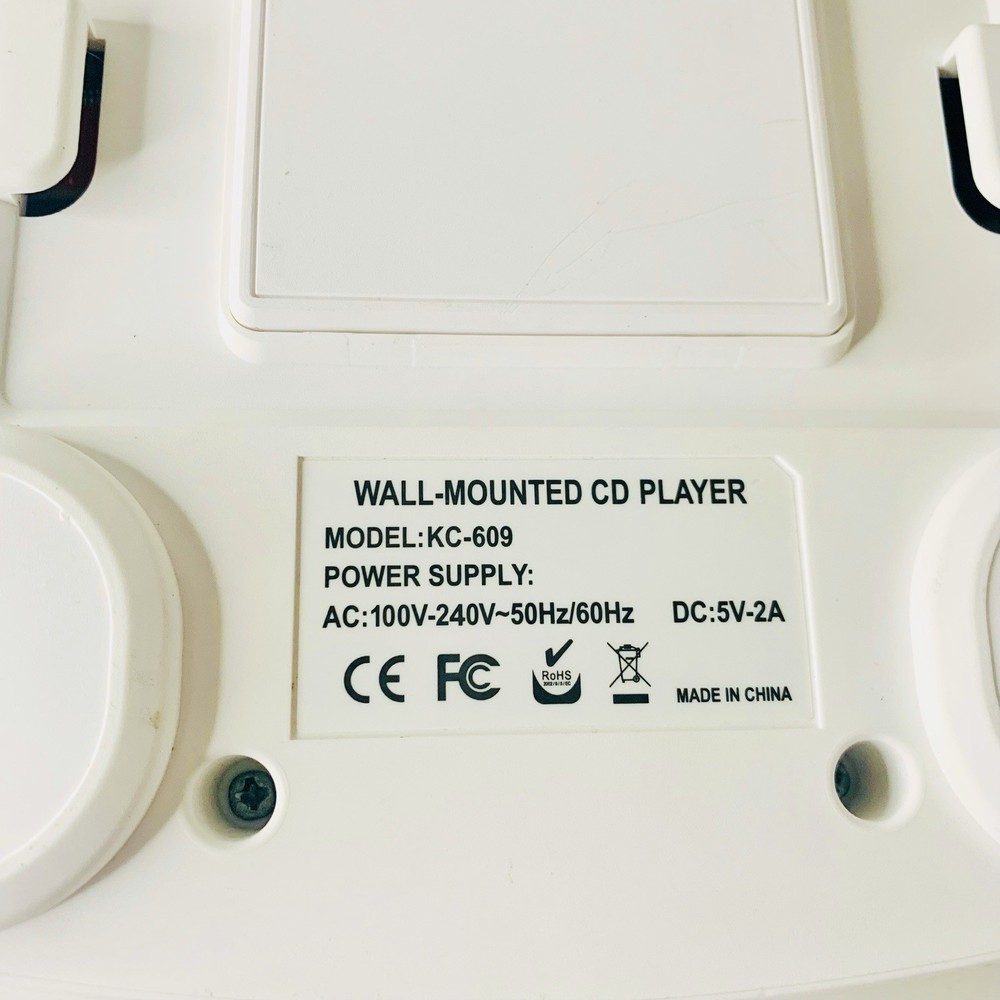 WALL-MOUNTED CD PLAYER
MODEL:KC-609
POWER SUPPLY:
AC:100V-240V~50Hz/60Hz DC:5V-2A
CE FC RoHS
MADE IN CHINA